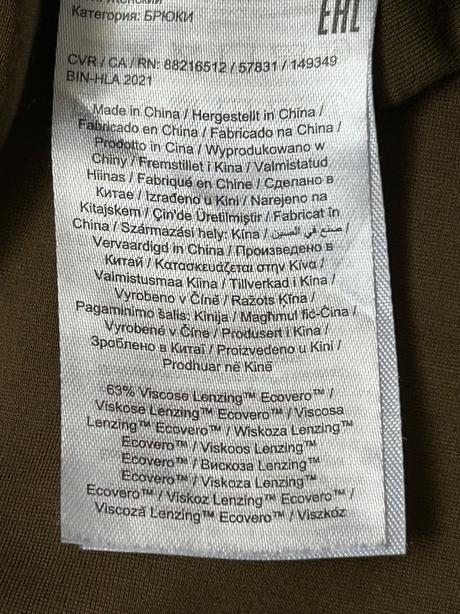 Категория: БРЮКИ
EAC
CVR / CA / RN: 88216512 / 57831 / 149349
BIN-HLA 2021
Made in China / Hergestellt in China /
Fabricado en China / Fabricado na China /
Prodotto in Cina / Wyprodukowano w
Chiny / Fremstillet i Kina / Valmistatud
Hiinas / Fabriqué en Chine / Сделано в
Китае / Izrađeno u Kini / Narejeno na
Kitajskem / Çin'de Üretilmiştir / Fabricat în
China / Származási hely: Kína / صنع في الصين /
Vervaardigd in China / Произведено в
Китай / Κατασκευάζεται στην Κίνα /
Valmistusmaa Kiina / Tillverkad i Kina /
Vyrobeno v Číně / Ražots Ķīna /
Pagaminimo šalis: Kinija / Magħmul fiċ-Ċina /
Vyrobené v Číne / Produsert i Kina /
Зроблено в Китаї / Proizvedeno u Kini /
Prodhuar në Kinë
63% Viscose Lenzing™ Ecovero™ /
Viskose Lenzing™ Ecovero™ / Viscosa
Lenzing™ Ecovero™ / Wiskoza Lenzing™
Ecovero™ / Viskoos Lenzing™
Ecovero™ / Вискоза Lenzing™
Ecovero™ / Viskoza Lenzing™
Ecovero™ / Viskoz Lenzing™ Ecovero™ /
Viscoză Lenzing™ Ecovero™ / Viszkóz